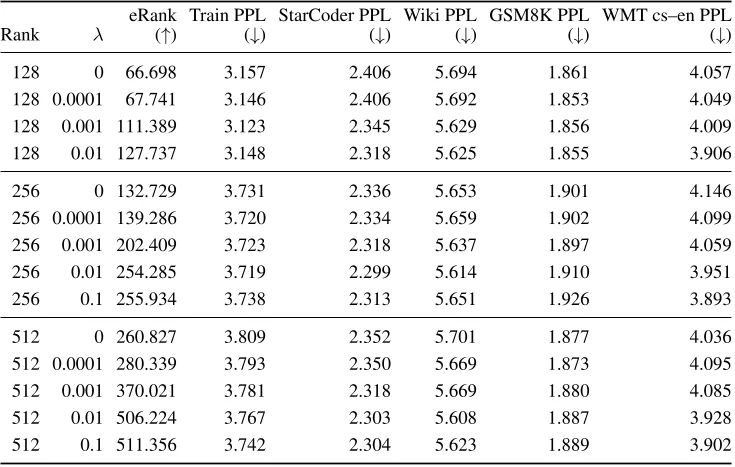 eRank Train PPL StarCoder PPL Wiki PPL GSM8K PPL WMT cs–en PPL
Rank λ (↑) (↓) (↓) (↓) (↓) (↓)
128 0 66.698 3.157 2.406 5.694 1.861 4.057
128 0.0001 67.741 3.146 2.406 5.692 1.853 4.049
128 0.001 111.389 3.123 2.345 5.629 1.856 4.009
128 0.01 127.737 3.148 2.318 5.625 1.855 3.906
256 0 132.729 3.731 2.336 5.653 1.901 4.146
256 0.0001 139.286 3.720 2.334 5.659 1.902 4.099
256 0.001 202.409 3.723 2.318 5.637 1.897 4.059
256 0.01 254.285 3.719 2.299 5.614 1.910 3.951
256 0.1 255.934 3.738 2.313 5.651 1.926 3.893
512 0 260.827 3.809 2.352 5.701 1.877 4.036
512 0.0001 280.339 3.793 2.350 5.669 1.873 4.095
512 0.001 370.021 3.781 2.318 5.669 1.880 4.085
512 0.01 506.224 3.767 2.303 5.608 1.887 3.928
512 0.1 511.356 3.742 2.304 5.623 1.889 3.902